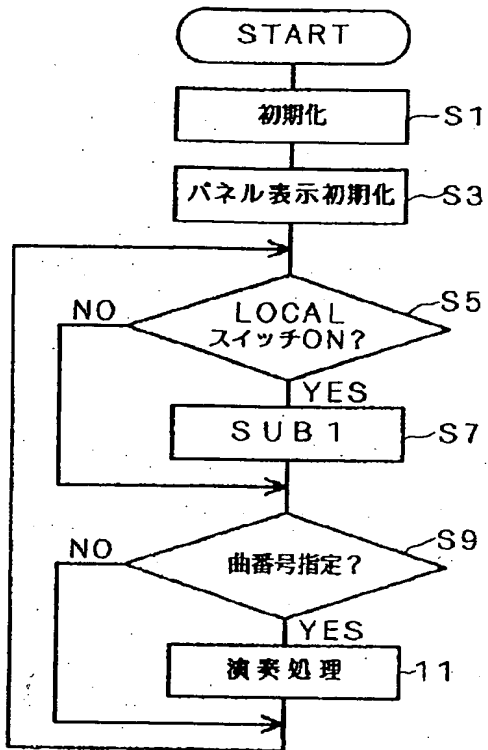 START
初期化
S1
パネル表示初期化
S3
S5
NO
LOCAL
スイッチON?
YES
SUB1
S7
S9
NO
曲番号指定?
YES
演奏処理
11